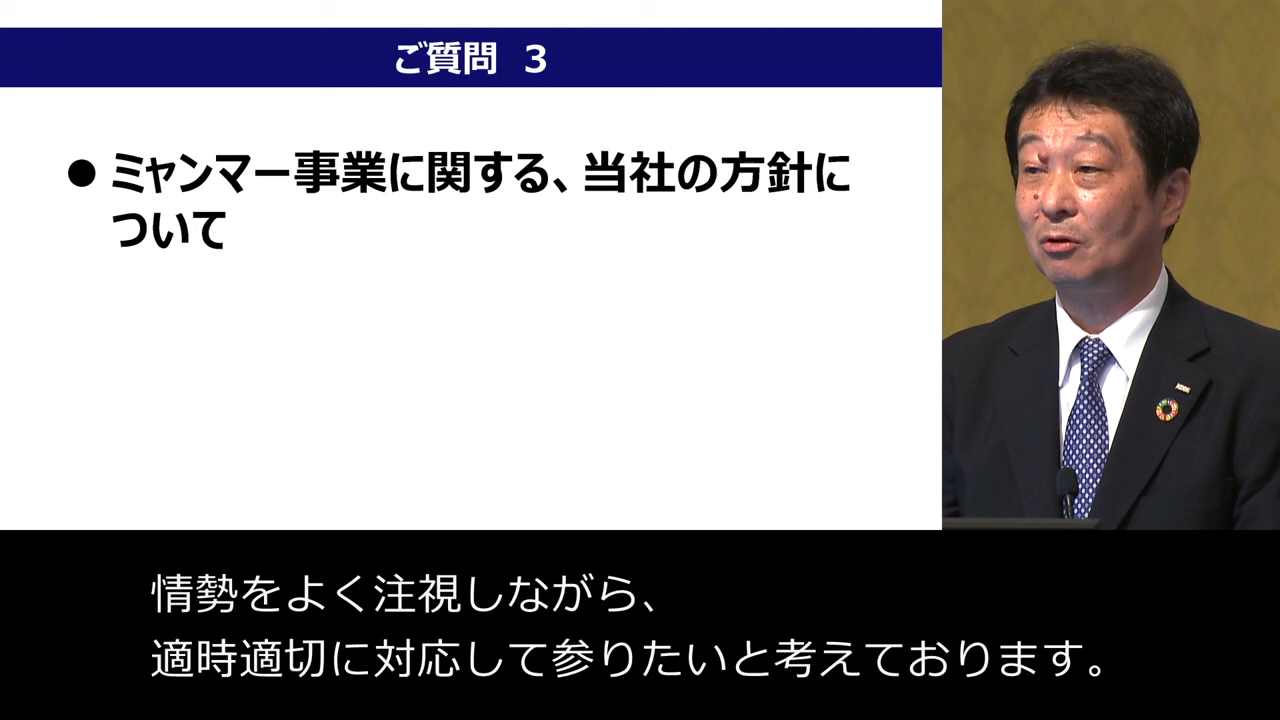 ご質問 3
● ミャンマー事業に関する、当社の方針に
ついて
情勢をよく注視しながら、
適時適切に対応して参りたいと考えております。